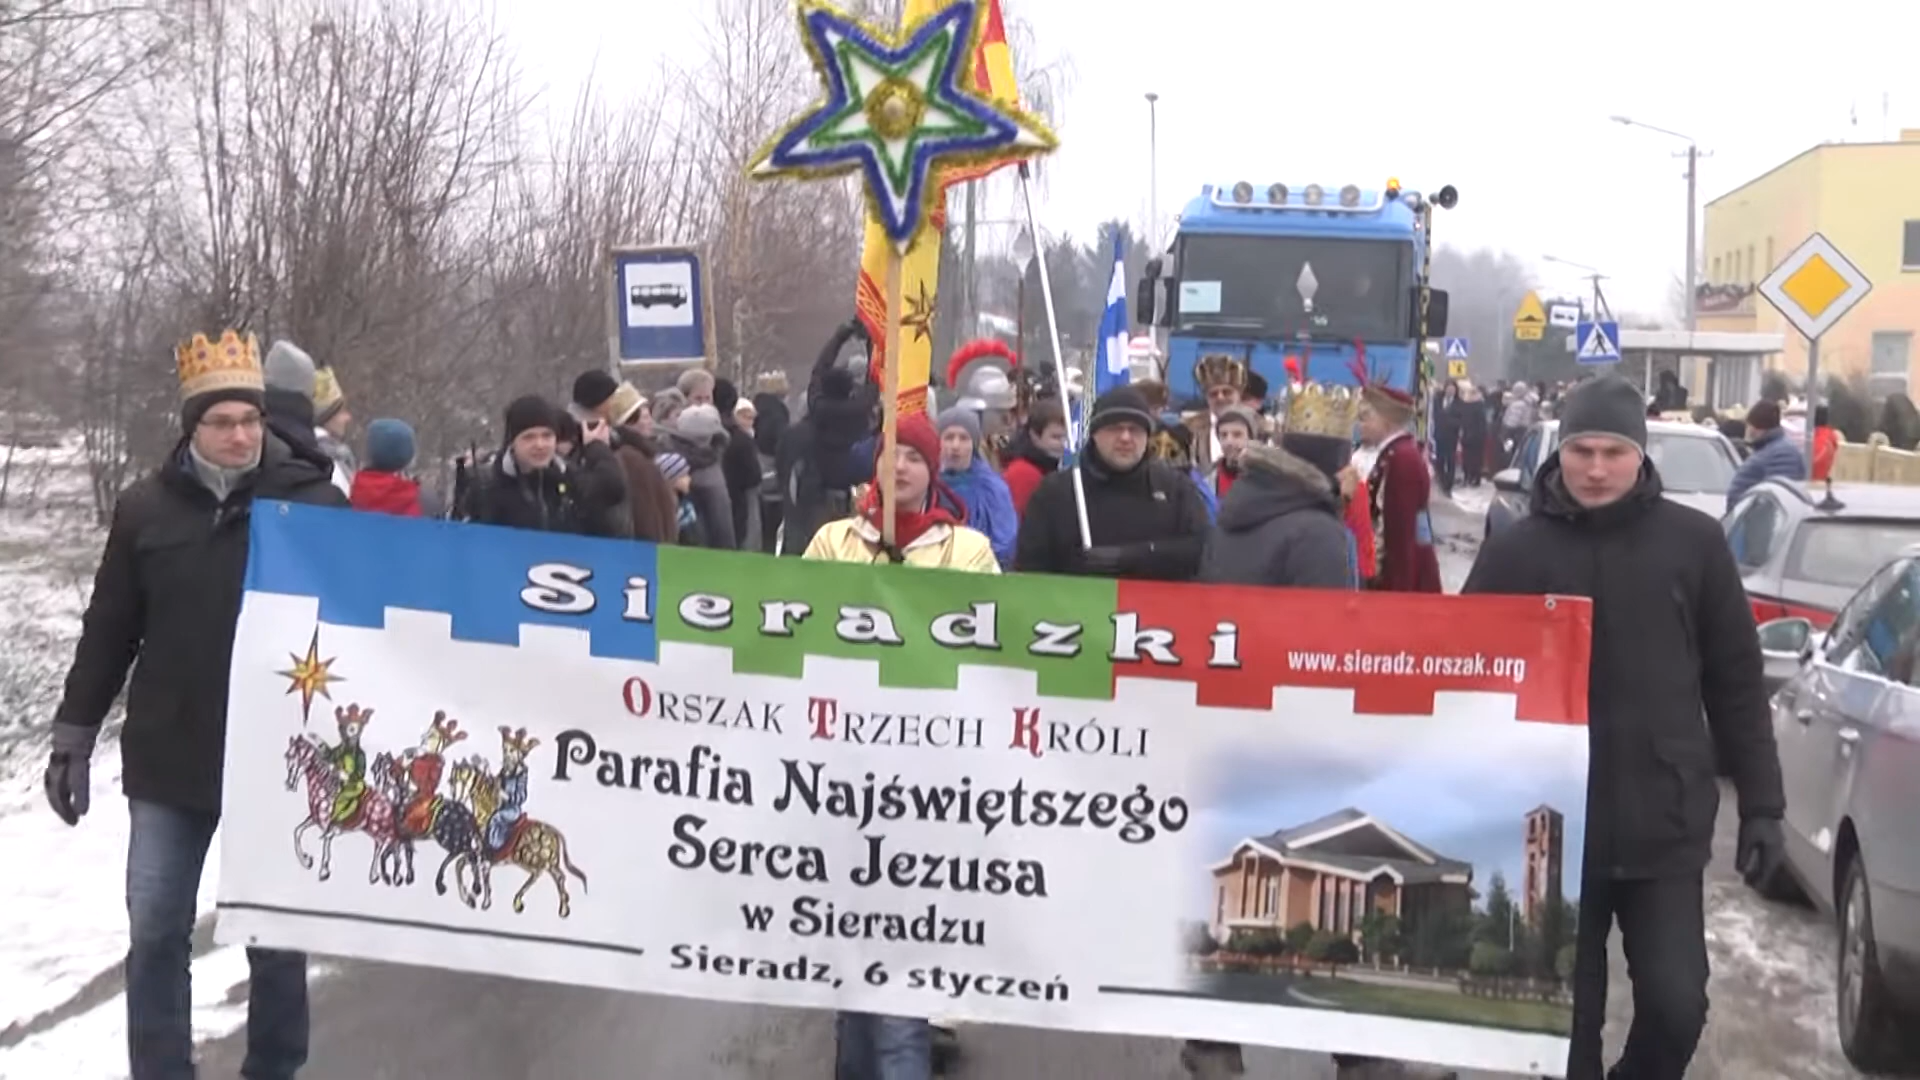 Sieradzki
www.sieradz.orszak.org
ORSZAK TRZECH KRÓLI
Parafia Najświętszego
Serca Jezusa
w Sieradzu
Sieradz, 6 styczeń